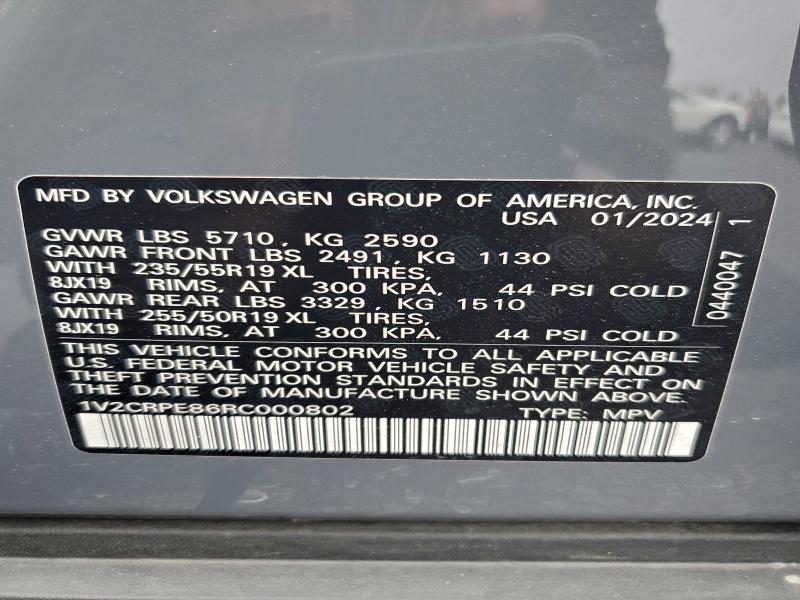 MFD BY VOLKSWAGEN GROUP OF AMERICA, INC.
USA 01/2024
GVWR LBS 5710, KG 2590
GAWR FRONT LBS 2491, KG 1130
WITH 235/55R19 XL TIRES,
8JX19 RIMS, AT 300 KPA, 44 PSI COLD
GAWR REAR LBS 3329, KG 1510
WITH 255/50R19 XL TIRES,
8JX19 RIMS, AT 300 KPA, 44 PSI COLD
THIS VEHICLE CONFORMS TO ALL APPLICABLE
U.S. FEDERAL MOTOR VEHICLE SAFETY AND
THEFT PREVENTION STANDARDS IN EFFECT ON
THE DATE OF MANUFACTURE SHOWN ABOVE.
1V2CRPE86RC000802 TYPE: MPV
0440047 1